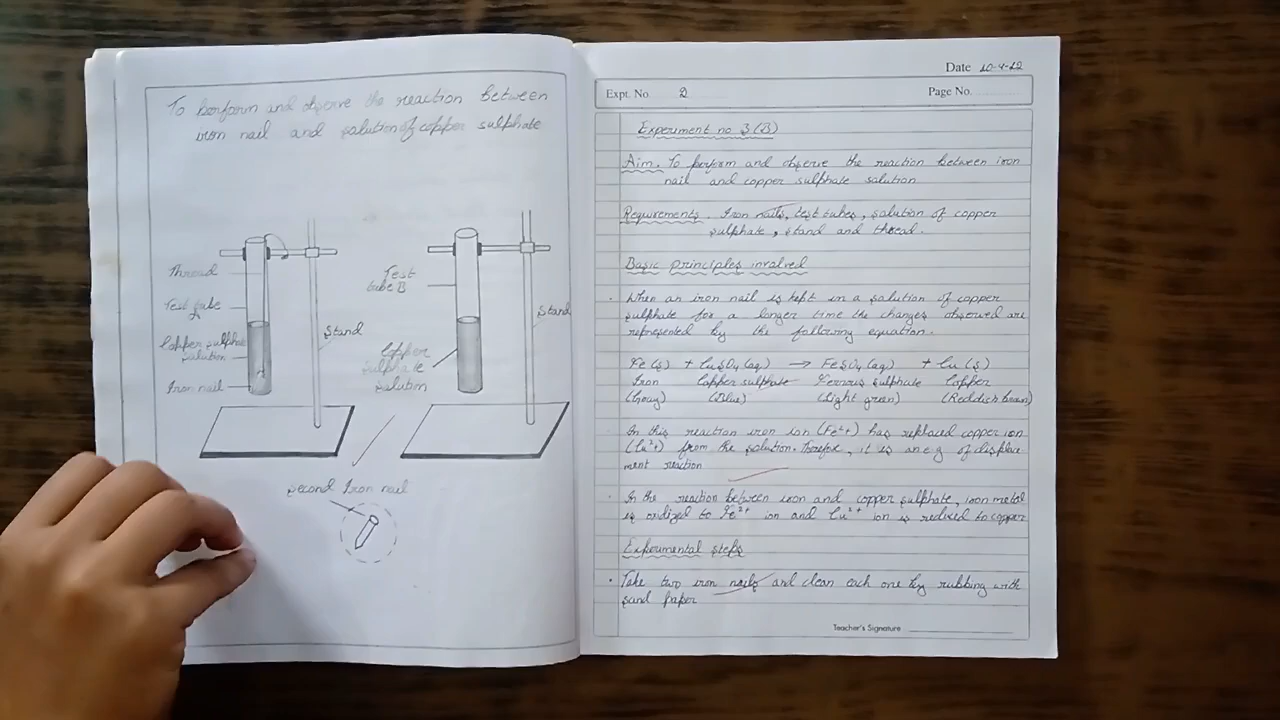 To perform and observe the reaction between
iron nail and solution of copper sulphate
Thread
Test tube
A
Copper sulphate
solution
Iron nail
Stand
Test
tube B
Copper
sulphate
solution
Stand
Second Iron nail
Date 10-4-22
Expt. No. 2
Page No.
Experiment no 3(B)
Aim. To perform and observe the reaction between iron
nail and copper sulphate solution
Requirements. Iron nails, test tubes, solution of copper
sulphate, stand and thread.
Basic principles involved
. When an iron nail is kept in a solution of copper
sulphate for a longer time the changes observed are
represented by the following equation.
Fe(s) + CuSO4(aq) → FeSO4(aq) + Cu(s)
Iron Copper sulphate Ferrous sulphate Copper
(Gray) (Blue) (Light green) (Reddish brown)
In this reaction iron ion (Fe2+) has replaced copper ion
(Cu2+) from the solution. Therefore, it is an e g of displace
ment reaction
. In the reaction between iron and copper sulphate, iron metal
is oxidized to Fe2+ ion and Cu2+ ion is reduced to copper
Experimental steps
. Take two iron nails and clean each one by rubbing with
sand paper
Teacher's Signature